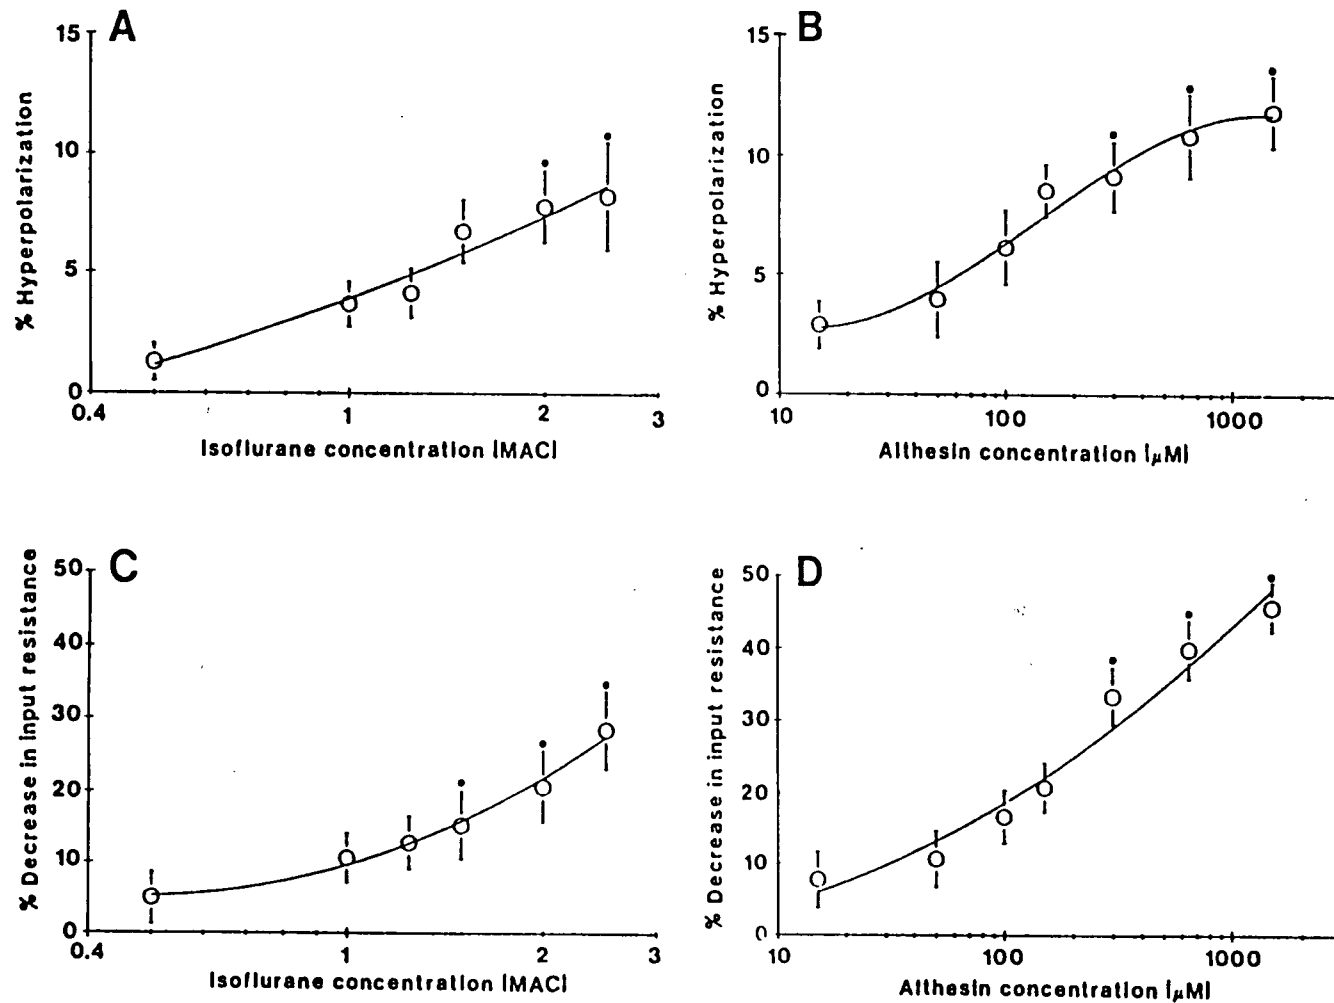 A
15
10
5
0
% Hyperpolarization
0.4
1
2
3
Isoflurane concentration |MAC|
B
15
10
5
0
% Hyperpolarization
10
100
1000
Althesin concentration |μM|
C
50
40
30
20
10
0
% Decrease in input resistance
0.4
1
2
3
Isoflurane concentration |MAC|
D
50
40
30
20
10
0
% Decrease in input resistance
10
100
1000
Althesin concentration |μM|